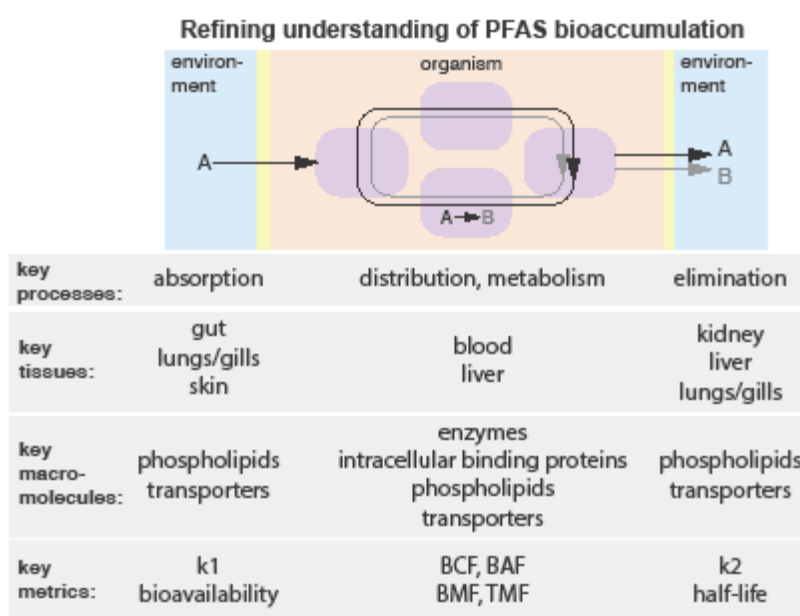 Refining understanding of PFAS bioaccumulation
environ-
ment
organism
environ-
ment
A
A
B
A B
key
processes:
absorption
distribution, metabolism
elimination
key
tissues:
gut
lungs/gills
skin
blood
liver
kidney
liver
lungs/gills
key
macro-
molecules:
phospholipids
transporters
enzymes
intracellular binding proteins
phospholipids
transporters
phospholipids
transporters
key
metrics:
k1
bioavailability
BCF, BAF
BMF, TMF
k2
half-life